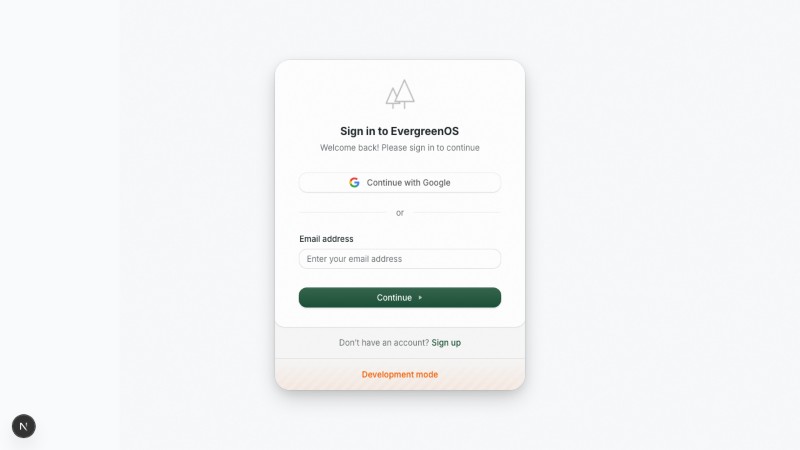 Sign in to EvergreenOS
Welcome back! Please sign in to continue
Continue with Google
or
Email address
Enter your email address
Continue
Don't have an account? Sign up
Development mode
N